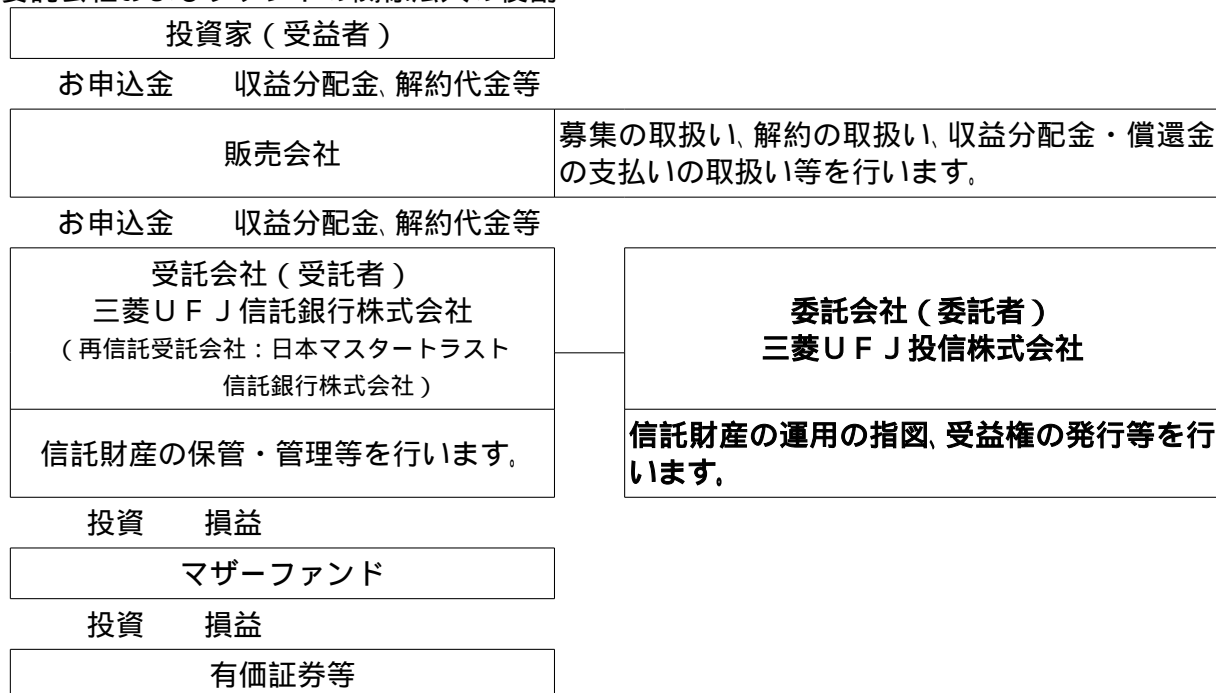 投資家（受益者）
お申込金　収益分配金、解約代金等
販売会社
募集の取扱い、解約の取扱い、収益分配金・償還金
の支払いの取扱い等を行います。
お申込金　収益分配金、解約代金等
受託会社（受託者）
三菱ＵＦＪ信託銀行株式会社
（再信託受託会社：日本マスタートラスト
信託銀行株式会社）
信託財産の保管・管理等を行います。
委託会社（委託者）
三菱ＵＦＪ投信株式会社
信託財産の運用の指図、受益権の発行等を行
います。
投資　損益
マザーファンド
投資　損益
有価証券等